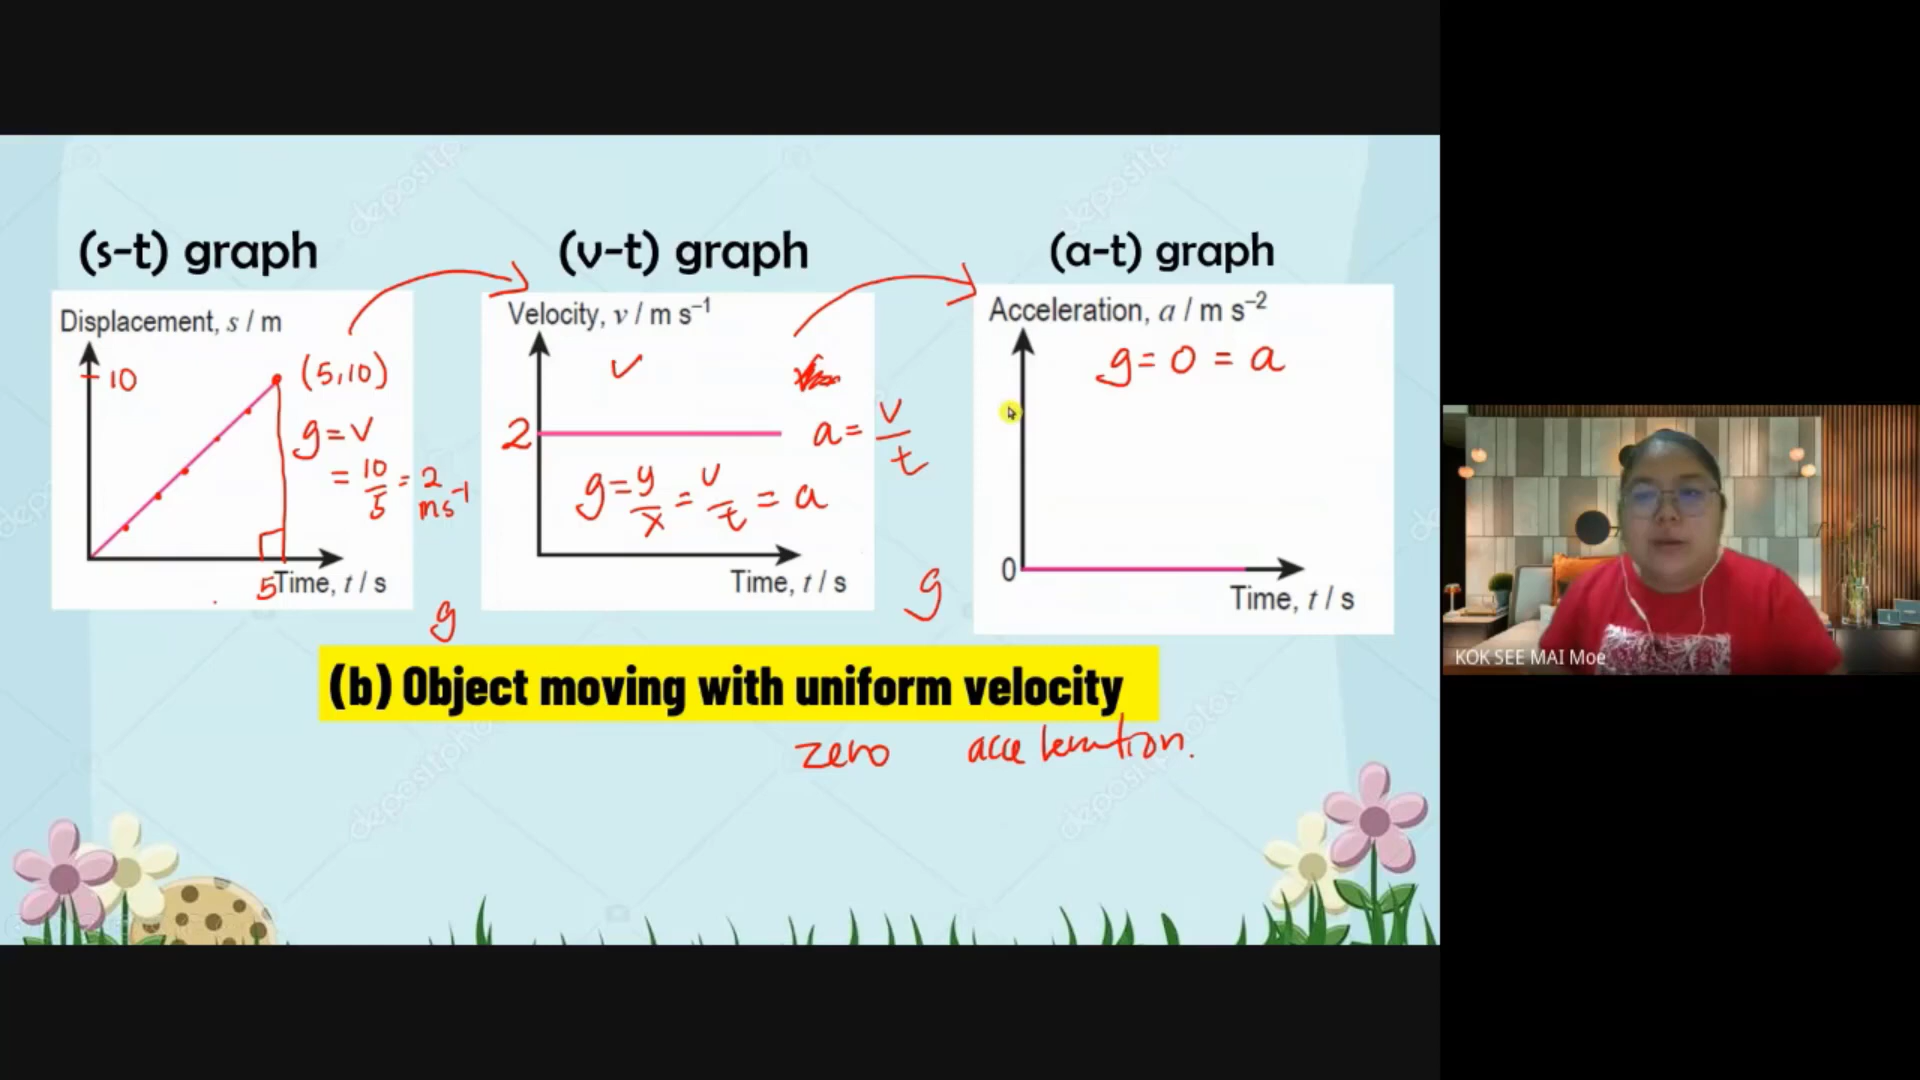 (s-t) graph
(v-t) graph
(a-t) graph
Displacement, s / m
10
(5,10)
g = v
= 10/5 = 2 ms⁻¹
5
Time, t / s
g
Velocity, v / m s⁻¹
2
a = v/t
g = y/x = v/t = a
Time, t / s
g
Acceleration, a / m s⁻²
g = 0 = a
0
Time, t / s
(b) Object moving with uniform velocity
zero acceleration.
KOK SEE MAI Moe
depositphotos